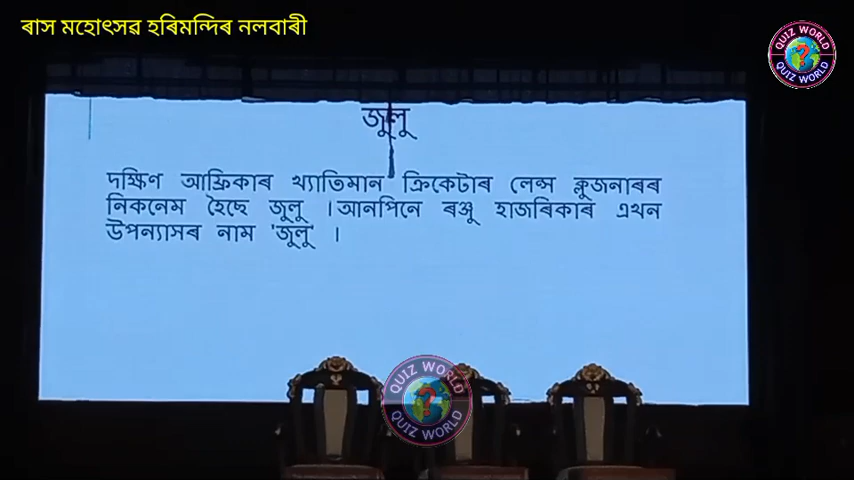 ৰাস মহোৎসৱ হৰিমন্দিৰ নলবাৰী
QUIZ WORLD
QUIZ WORLD
জুলু
দক্ষিণ আফ্ৰিকাৰ খ্যাতিমান ক্ৰিকেটাৰ লেন্স ক্লুজনাৰৰ
নিকনেম হৈছে জুলু । আনপিনে ৰঞ্জু হাজৰিকাৰ এখন
উপন্যাসৰ নাম 'জুলু' ।
QUIZ WORLD
QUIZ WORLD